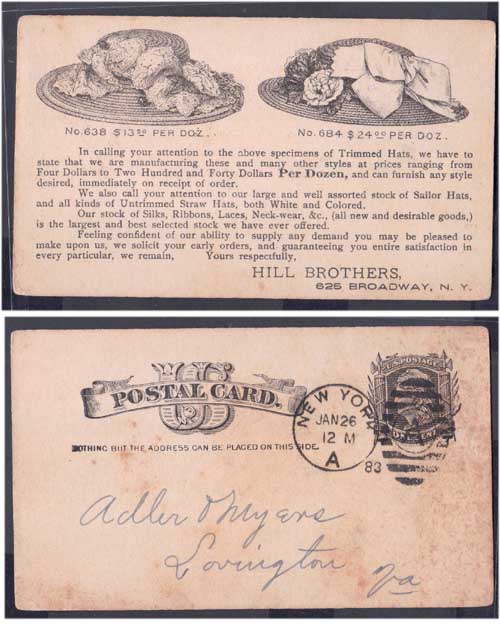 No. 638 $13.50 PER DOZ.
No. 684 $24.00 PER DOZ.
In calling your attention to the above specimens of Trimmed Hats, we have to
state that we are manufacturing these and many other styles at prices ranging from
Four Dollars to Two Hundred and Forty Dollars Per Dozen, and can furnish any style
desired, immediately on receipt of order.
We also call your attention to our large and well assorted stock of Sailor Hats,
and all kinds of Untrimmed Straw Hats, both White and Colored.
Our stock of Silks, Ribbons, Laces, Neck-wear, &c., (all new and desirable goods,)
is the largest and best selected stock we have ever offered.
Feeling confident of our ability to supply any demand you may be pleased to
make upon us, we solicit your early orders, and guaranteeing you entire satisfaction in
every particular, we remain, Yours respectfully,
HILL BROTHERS,
625 BROADWAY, N. Y.
US
POSTAL CARD.
NOTHING BUT THE ADDRESS CAN BE PLACED ON THIS SIDE.
U.S. POSTAGE
ONE CENT
NEW YORK
JAN 26
12 M
A
83
Adler & Myers
Lovington
Va